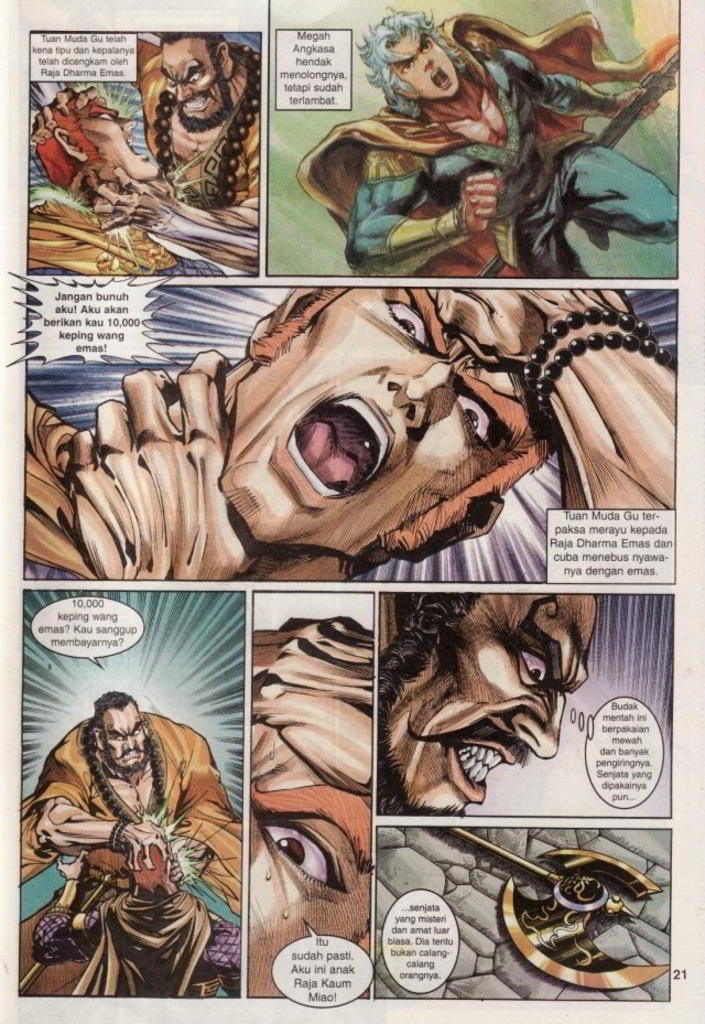 Tuan Muda Gu telah
kena tipu dan kepalanya
telah dicengkam oleh
Raja Dharma Emas.
Megah
Angkasa
hendak
menolongnya,
tetapi sudah
terlambat.
Jangan bunuh
aku! Aku akan
berikan kau 10,000
keping wang
emas!
Tuan Muda Gu ter-
paksa merayu kepada
Raja Dharma Emas dan
cuba menebus nyawa-
nya dengan emas.
10,000
keping wang
emas? Kau sanggup
membayarnya?
Itu
sudah pasti.
Aku ini anak
Raja Kaum
Miao!
Budak
mentah ini
berpakaian
mewah
dan banyak
pengiringnya.
Senjata yang
dipakainya
pun...
...senjata
yang misteri
dan amat luar
biasa. Dia tentu
bukan calang-
calang
orangnya.
21